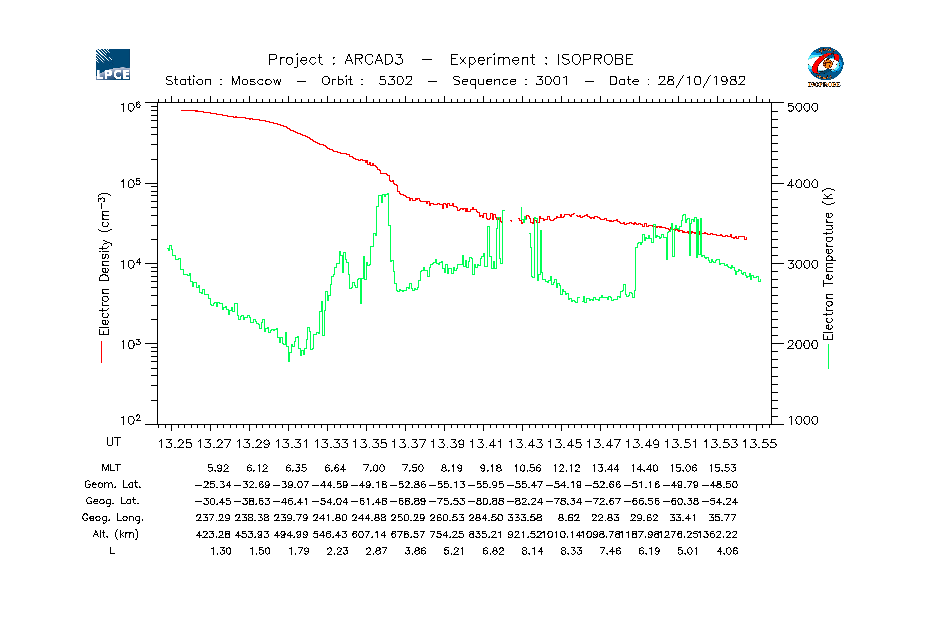 LPCE
Project : ARCAD3 — Experiment : ISOPROBE
Station : Moscow — Orbit : 5302 — Sequence : 3001 — Date : 28/10/1982
ISOPROBE
10^6
10^5
10^4
10^3
10^2
Electron Density (cm^-3)
5000
4000
3000
2000
1000
Electron Temperature (K)
UT 13.25 13.27 13.29 13.31 13.33 13.35 13.37 13.39 13.41 13.43 13.45 13.47 13.49 13.51 13.53 13.55
MLT 5.92 6.12 6.35 6.64 7.00 7.50 8.19 9.18 10.56 12.12 13.44 14.40 15.06 15.53
Geom. Lat. −25.34 −32.69 −39.07 −44.59 −49.18 −52.86 −55.13 −55.95 −55.47 −54.19 −52.66 −51.16 −49.79 −48.50
Geog. Lat. −30.45 −38.63 −46.41 −54.04 −61.46 −68.89 −75.53 −80.88 −82.24 −78.34 −72.67 −66.56 −60.38 −54.24
Geog. Long. 237.29 238.38 239.79 241.80 244.88 250.29 260.53 284.50 333.58 8.62 22.83 29.62 33.41 35.77
Alt. (km) 423.28 453.93 494.99 546.43 607.14 678.57 754.25 835.21 921.52 1010.14 1098.78 1187.98 1276.25 1362.22
L 1.30 1.50 1.79 2.23 2.87 3.86 5.21 6.82 8.14 8.33 7.46 6.19 5.01 4.06